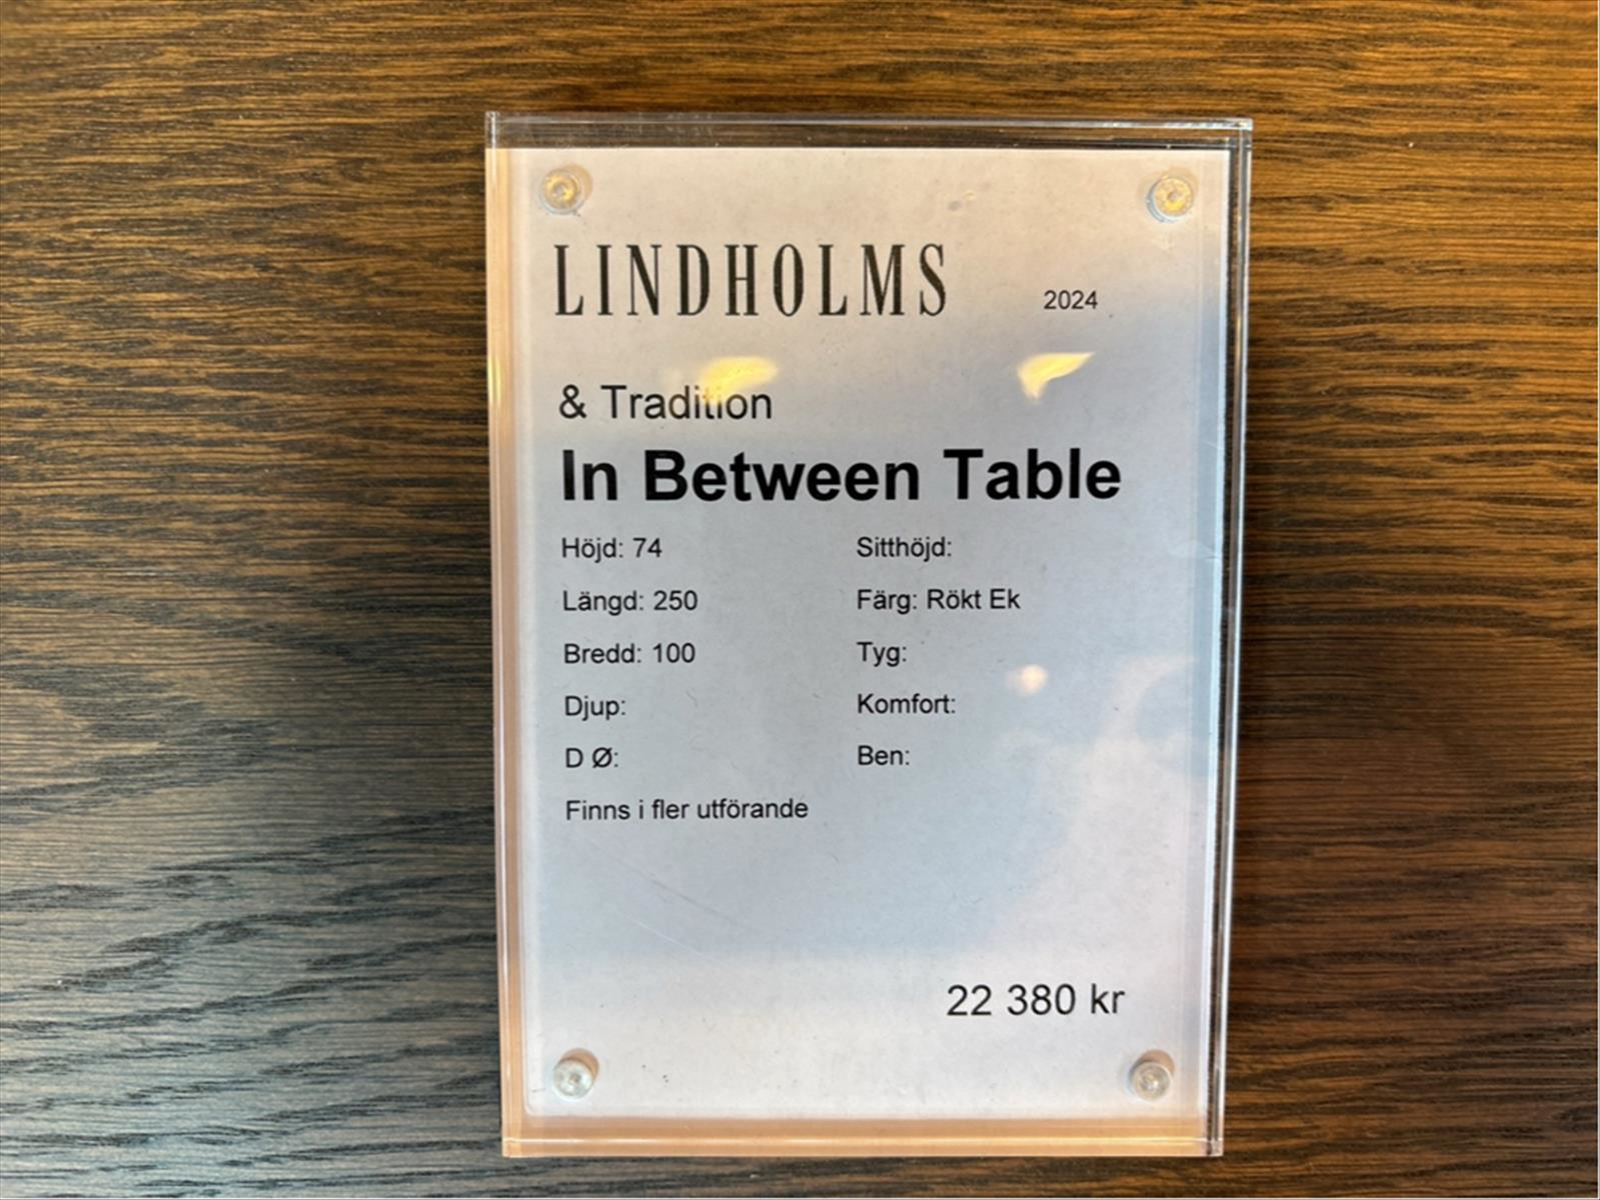 LINDHOLMS
2024
& Tradition
In Between Table
Höjd: 74
Sitthöjd:
Längd: 250
Färg: Rökt Ek
Bredd: 100
Tyg:
Djup:
Komfort:
D Ø:
Ben:
Finns i fler utförande
22 380 kr